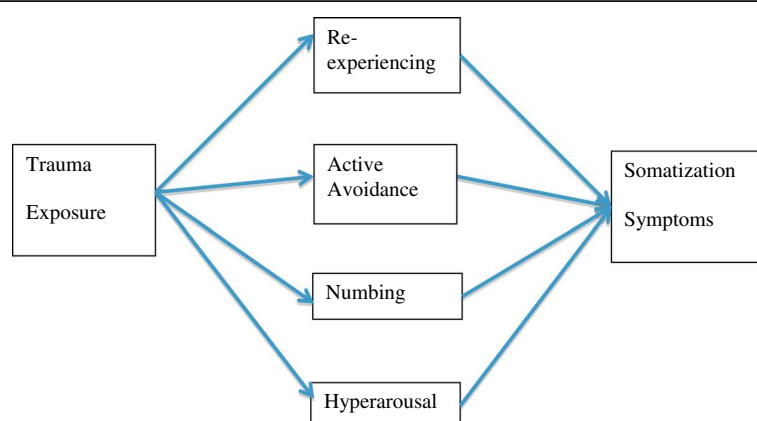 Re-
experiencing
Trauma
Exposure
Active
Avoidance
Somatization
Symptoms
Numbing
Hyperarousal